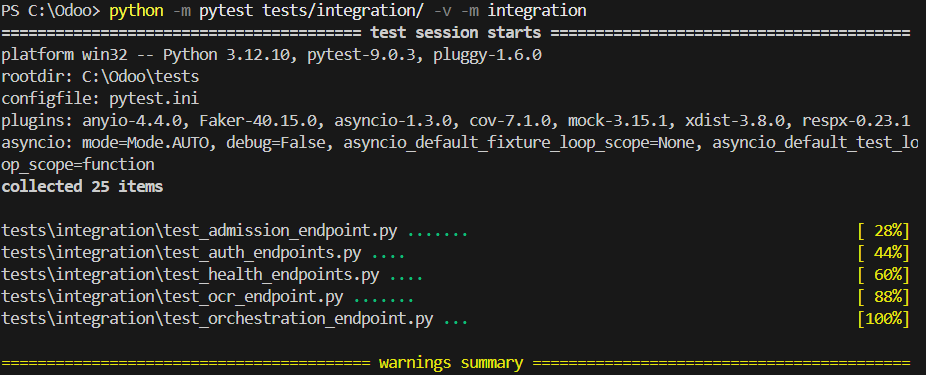 PS C:\Odoo> python -m pytest tests/integration/ -v -m integration
======================================== test session starts ========================================
platform win32 -- Python 3.12.10, pytest-9.0.3, pluggy-1.6.0
rootdir: C:\Odoo\tests
configfile: pytest.ini
plugins: anyio-4.4.0, Faker-40.15.0, asyncio-1.3.0, cov-7.1.0, mock-3.15.1, xdist-3.8.0, respx-0.23.1
asyncio: mode=Mode.AUTO, debug=False, asyncio_default_fixture_loop_scope=None, asyncio_default_test_lo
op_scope=function
collected 25 items
tests\integration\test_admission_endpoint.py ....... [ 28%]
tests\integration\test_auth_endpoints.py .... [ 44%]
tests\integration\test_health_endpoints.py .... [ 60%]
tests\integration\test_ocr_endpoint.py ....... [ 88%]
tests\integration\test_orchestration_endpoint.py ... [100%]
========================================= warnings summary ==========================================